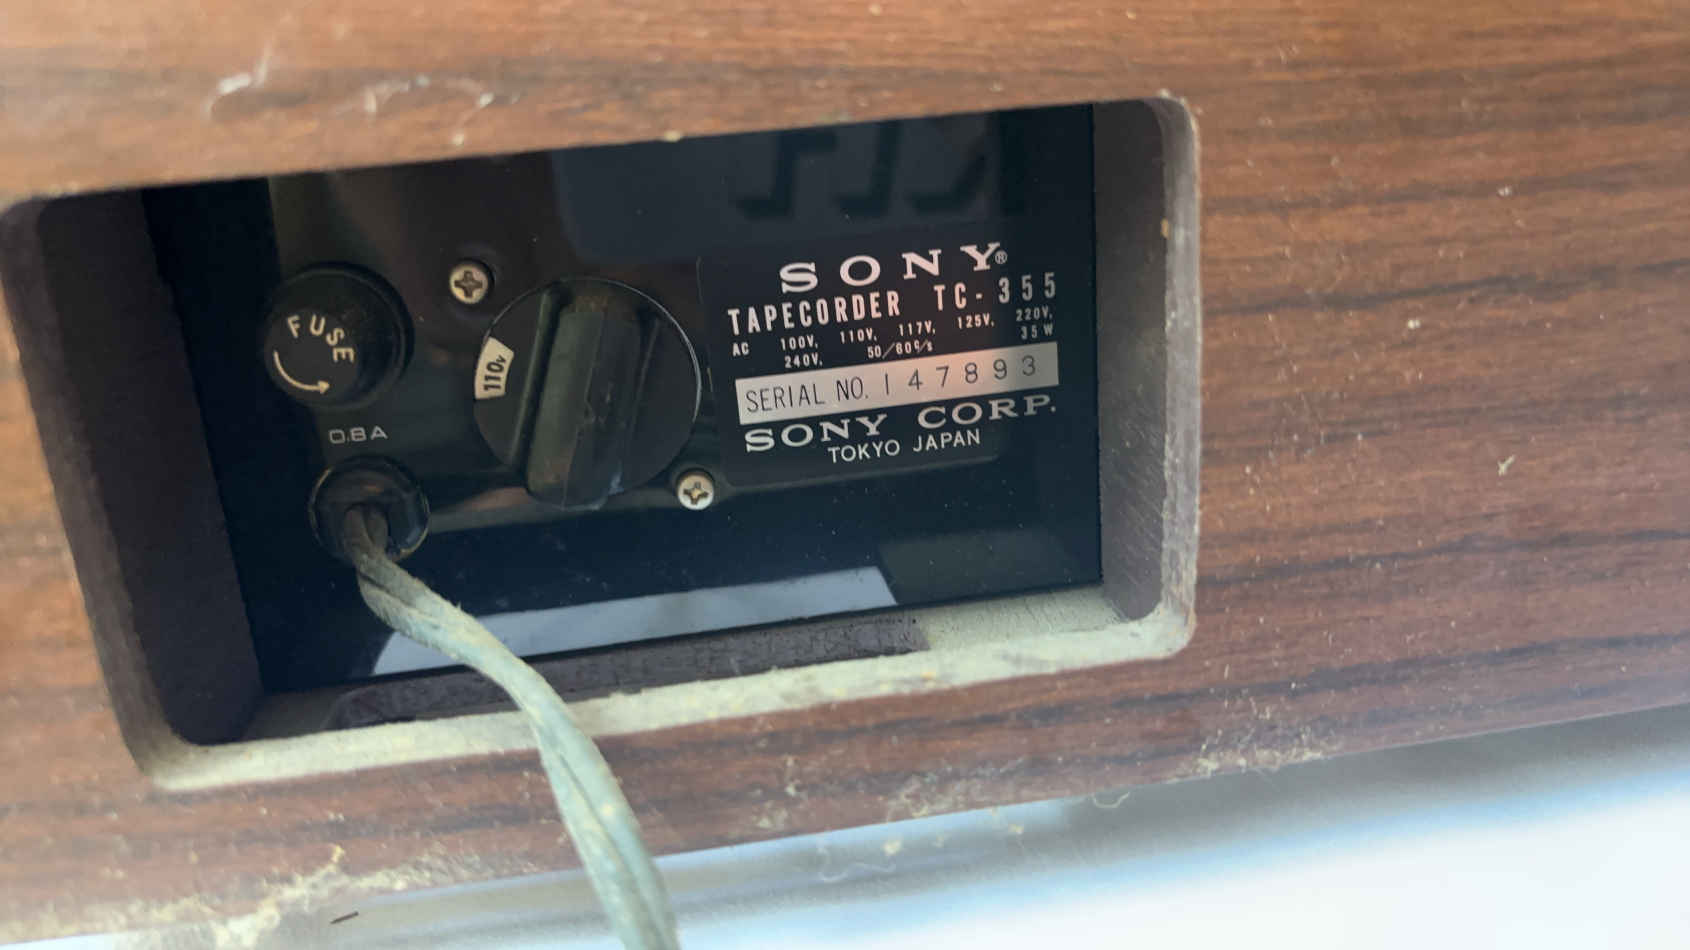 FUSE
0.8A
110V
SONY®
TAPECORDER TC-355
AC 100V, 110V, 117V, 125V, 220V,
240V, 50/60c/s 35W
SERIAL NO. 147893
SONY CORP.
TOKYO JAPAN